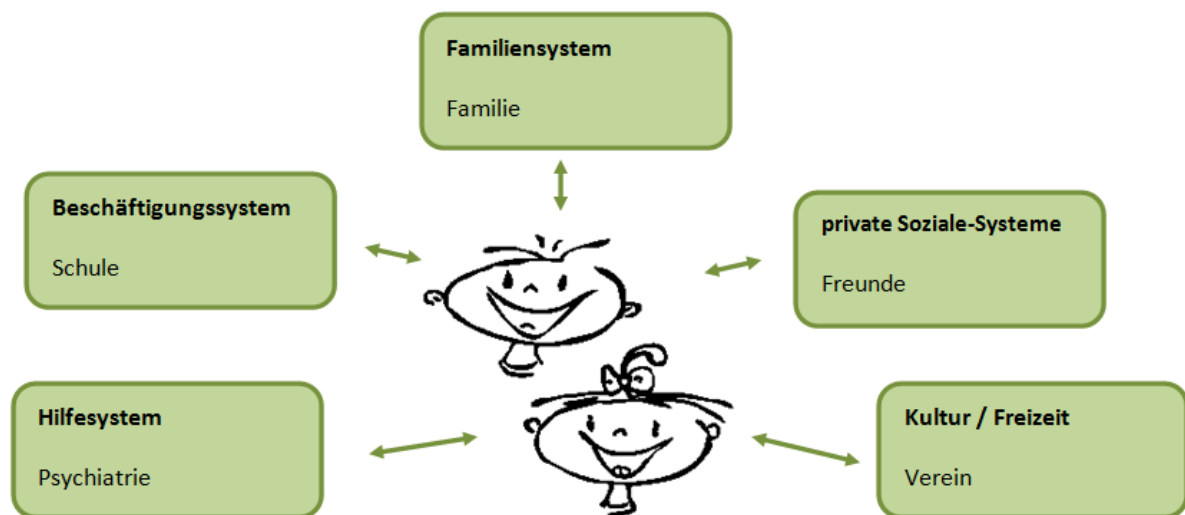 Familiensystem
Familie
Beschäftigungssystem
Schule
private Soziale-Systeme
Freunde
Hilfesystem
Psychiatrie
Kultur / Freizeit
Verein